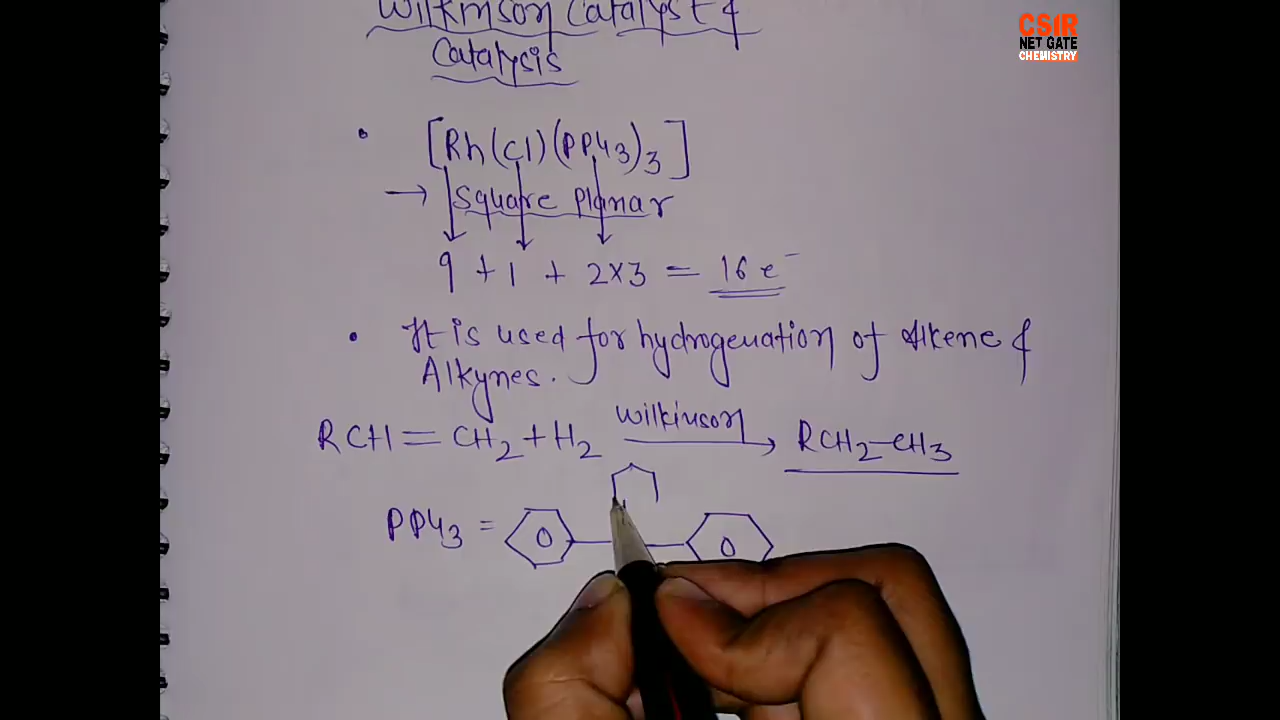 Wilkinson Catalyst &
Catalysis
CSIR
NET GATE
CHEMISTRY
[Rh(Cl)(PPh3)3]
→ Square Planar
9 + 1 + 2×3 = 16 e⁻
• It is used for hydrogenation of Alkene &
Alkynes.
RCH=CH2+H2 Wilkinson → RCH2-CH3
PPh3 =